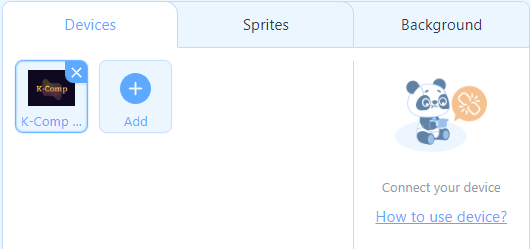 Devices
Sprites
Background
K-Comp
K-Comp ...
Add
Connect your device
How to use device?